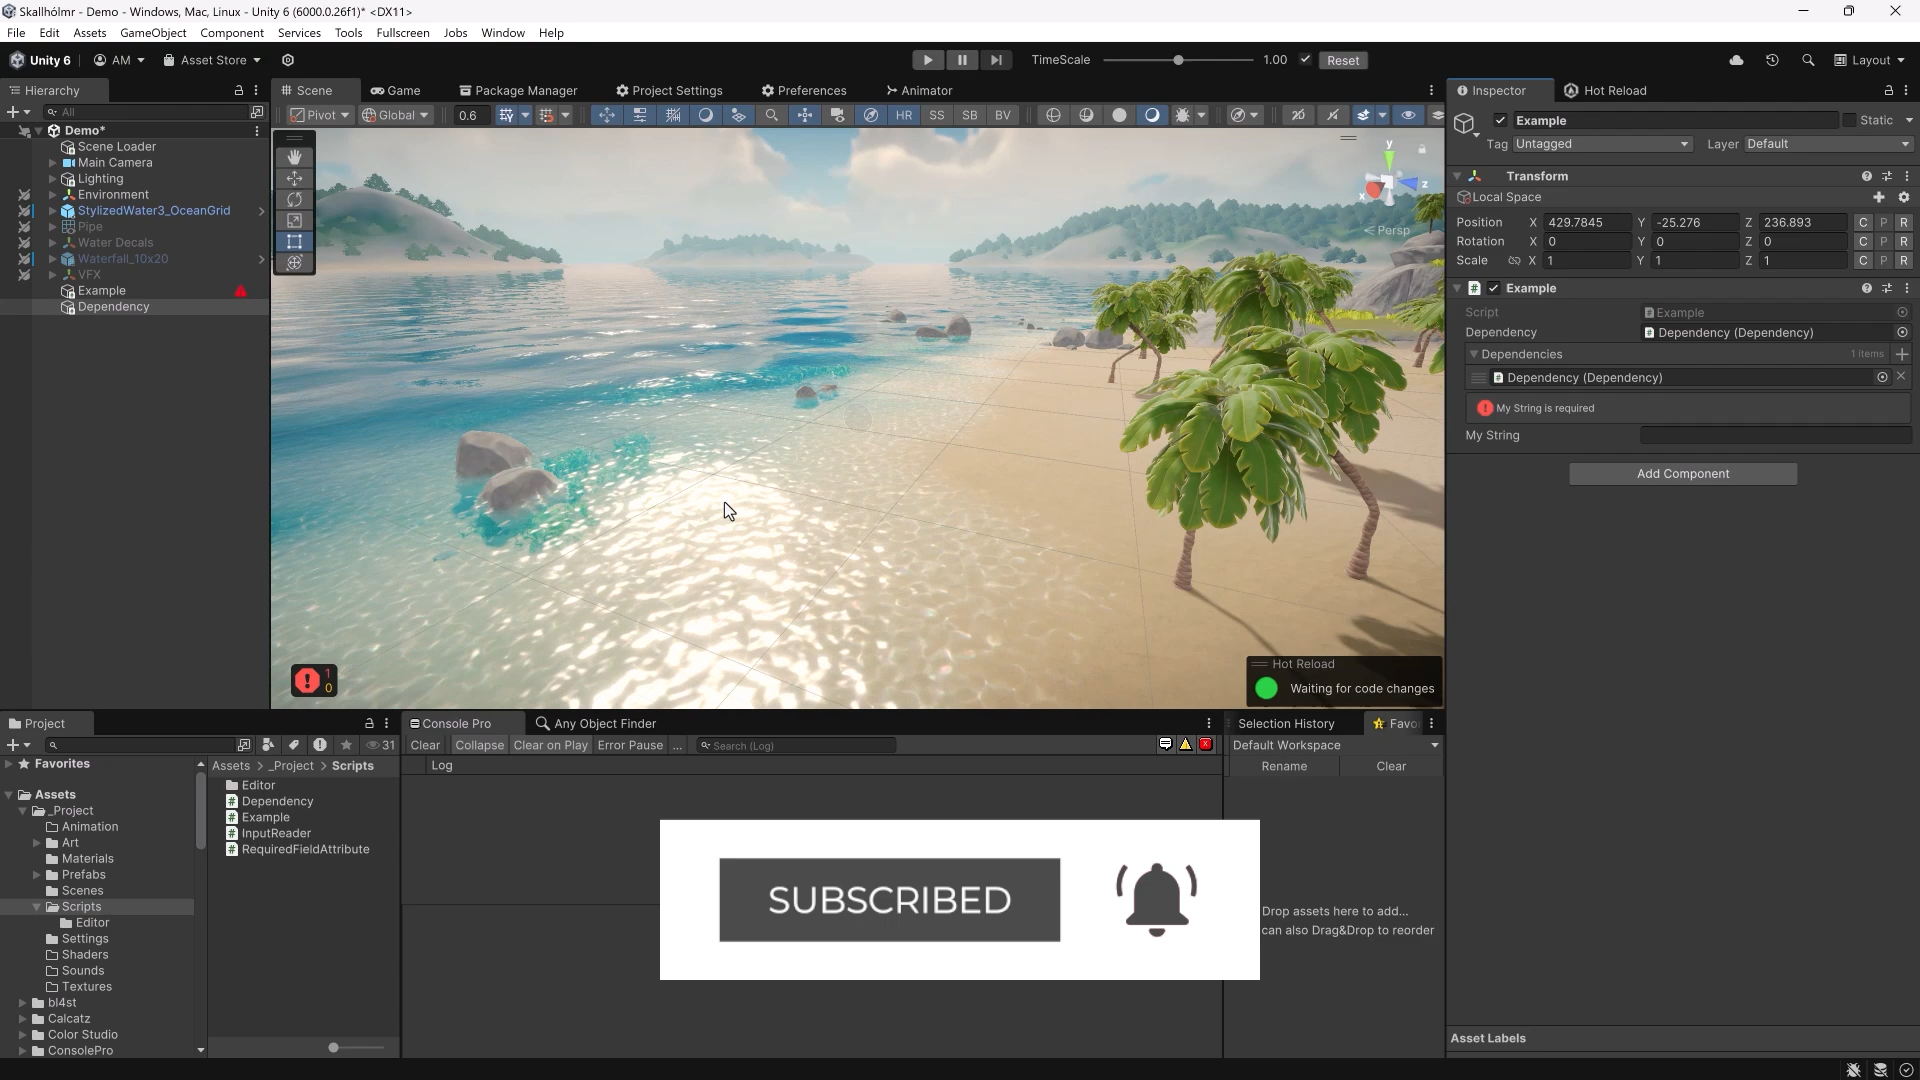 Skallhólmr - Demo - Windows, Mac, Linux - Unity 6 (6000.0.26f1)* <DX11>
File Edit Assets GameObject Component Services Tools Fullscreen Jobs Window Help
Unity 6 AM Asset Store TimeScale 1.00 Reset Layout
Hierarchy Scene Game Package Manager Project Settings Preferences Animator Inspector Hot Reload
All Pivot Global 0.6 HR SS SB BV 2D
Example Static
Tag Untagged Layer Default
Demo*
Scene Loader
Main Camera
Lighting
Environment
StylizedWater3_OceanGrid
Pipe
Water Decals
Waterfall_10x20
VFX
Example
Dependency
y
z
x
Persp
Transform
Local Space
Position X 429.7845 Y -25.276 Z 236.893 C P R
Rotation X 0 Y 0 Z 0 C P R
Scale X 1 Y 1 Z 1 C P R
Example
Script Example
Dependency Dependency (Dependency)
Dependencies 1 items
Dependency (Dependency)
My String is required
My String
Add Component
1
0
Hot Reload
Waiting for code changes
Project Console Pro Any Object Finder Selection History Favo
31 Clear Collapse Clear on Play Error Pause ... Search (Log) Default Workspace
Favorites Assets > _Project > Scripts Log Rename Clear
Assets
_Project
Animation
Art
Materials
Prefabs
Scenes
Scripts
Editor
Settings
Shaders
Sounds
Textures
bl4st
Calcatz
Color Studio
ConsolePro
Editor
Dependency
Example
InputReader
RequiredFieldAttribute
SUBSCRIBED
Drop assets here to add...
can also Drag&Drop to reorder
Asset Labels